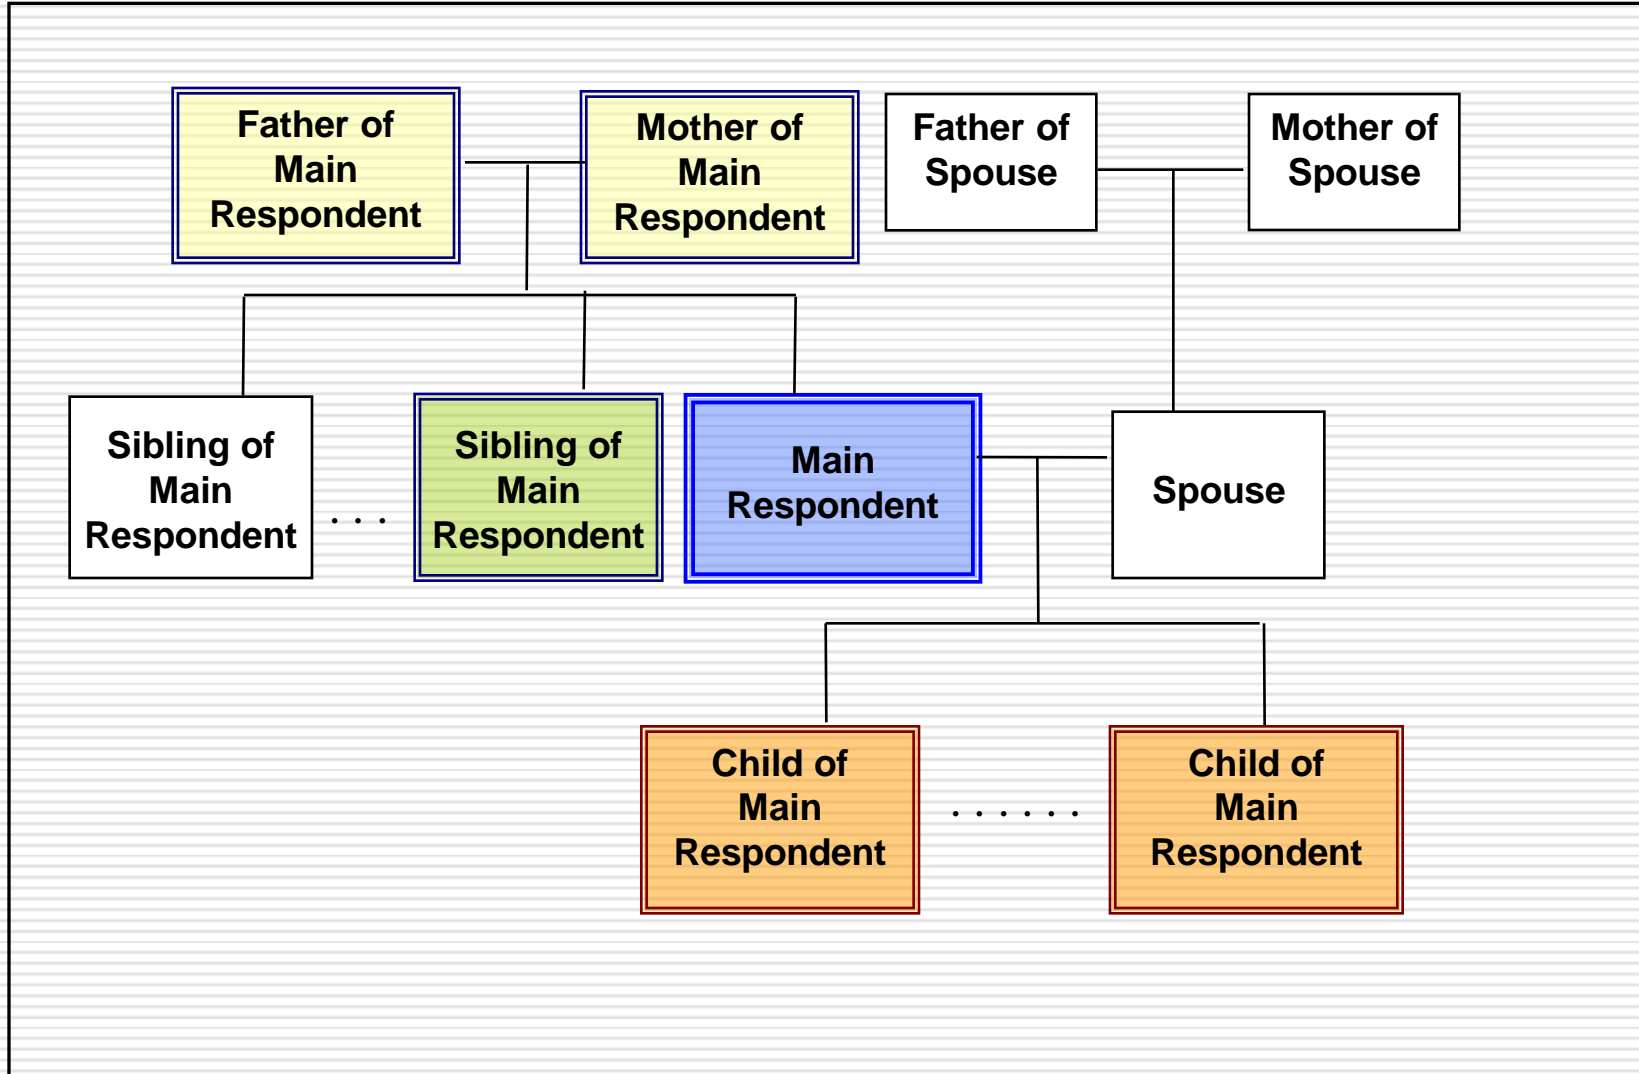 Father of
Main
Respondent
Mother of
Main
Respondent
Father of
Spouse
Mother of
Spouse
Sibling of
Main
Respondent
. . .
Sibling of
Main
Respondent
Main
Respondent
Spouse
Child of
Main
Respondent
. . . . . .
Child of
Main
Respondent